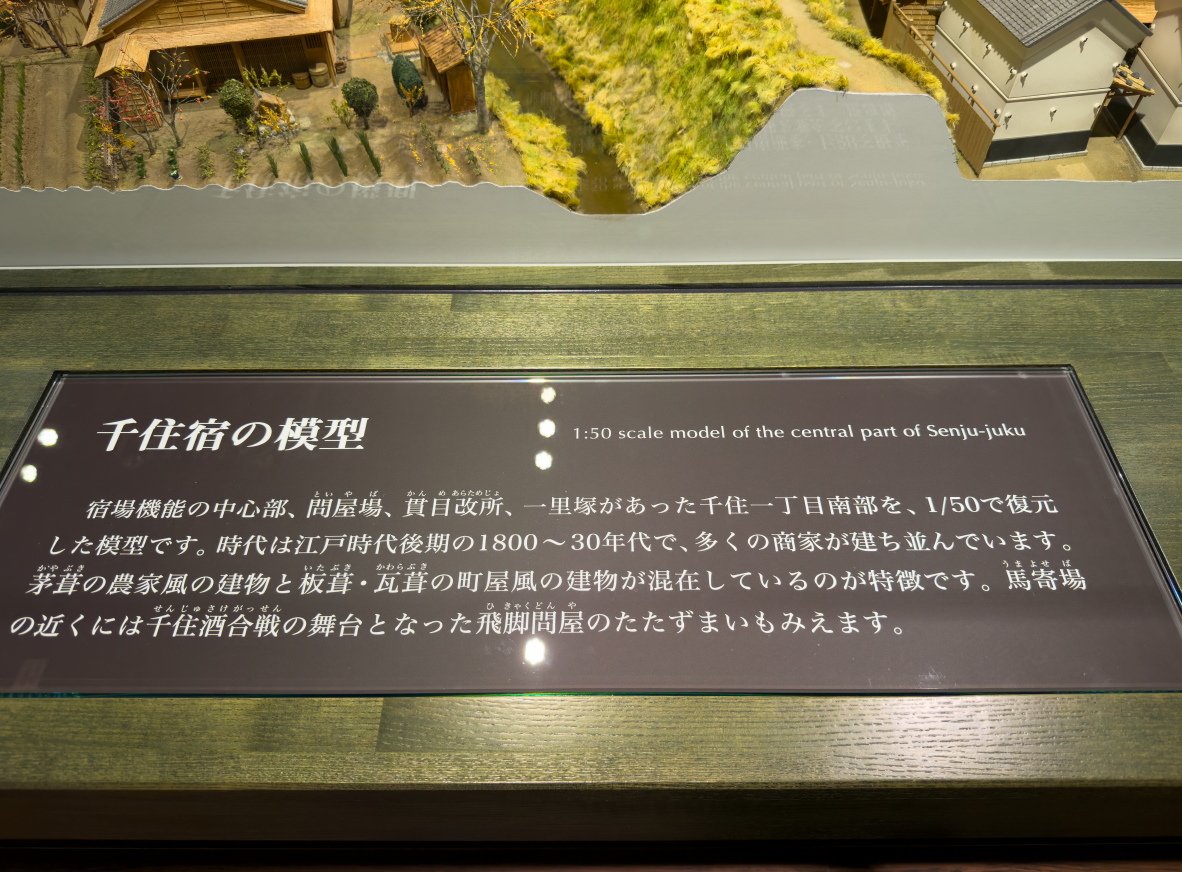 千住宿の模型
1:50 scale model of the central part of Senju-juku
宿場機能の中心部、問屋場、貫目改所、一里塚があった千住一丁目南部を、1/50で復元
した模型です。時代は江戸時代後期の1800～30年代で、多くの商家が建ち並んでいます。
茅葺の農家風の建物と板葺・瓦葺の町屋風の建物が混在しているのが特徴です。馬寄場
の近くには千住酒合戦の舞台となった飛脚問屋のたたずまいもみえます。